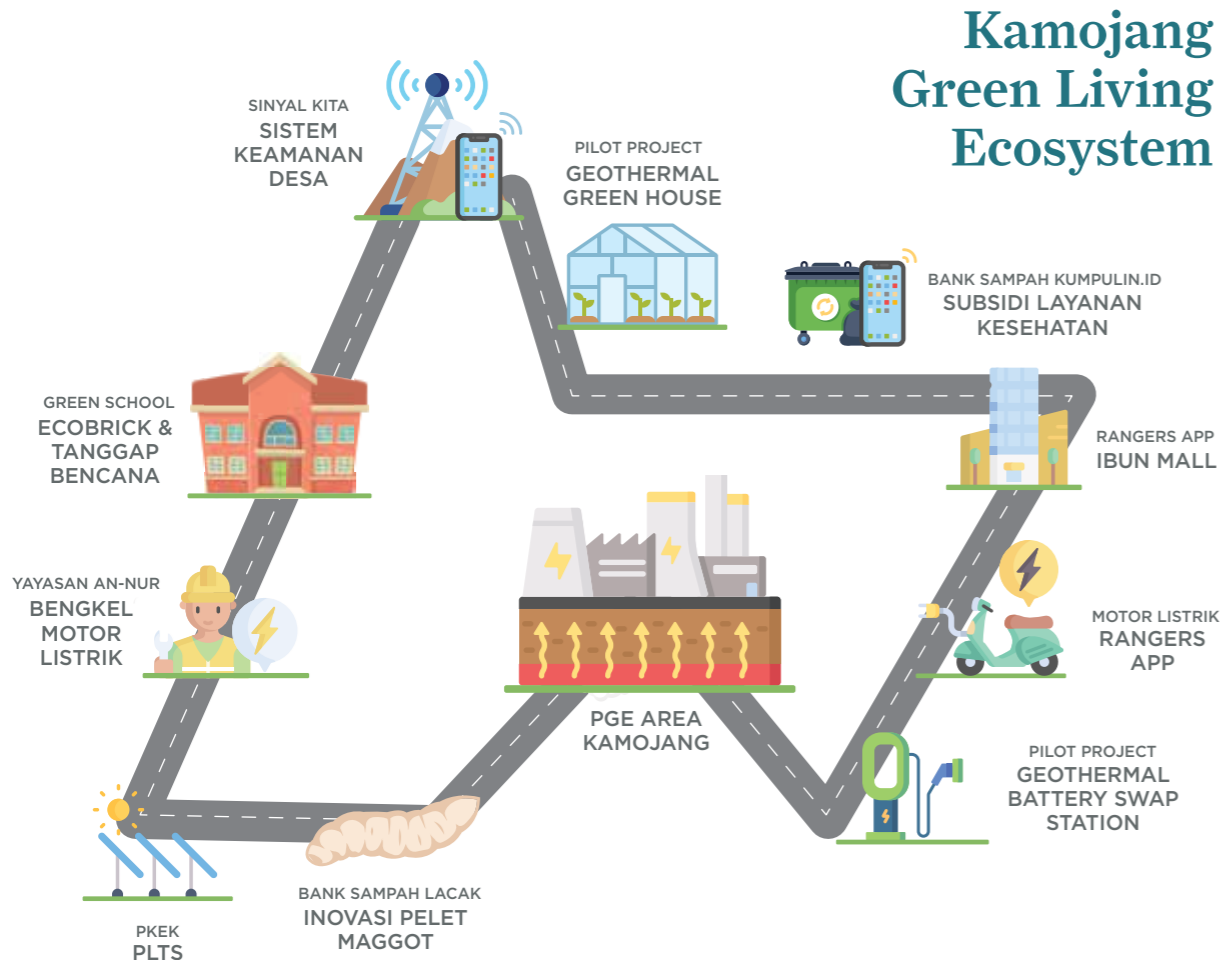 Kamojang
Green Living
Ecosystem
SINYAL KITA
SISTEM
KEAMANAN
DESA
PILOT PROJECT
GEOTHERMAL
GREEN HOUSE
BANK SAMPAH KUMPULIN.ID
SUBSIDI LAYANAN
KESEHATAN
GREEN SCHOOL
ECOBRICK &
TANGGAP
BENCANA
RANGERS APP
IBUN MALL
YAYASAN AN-NUR
BENGKEL
MOTOR
LISTRIK
MOTOR LISTRIK
RANGERS
APP
PGE AREA
KAMOJANG
PILOT PROJECT
GEOTHERMAL
BATTERY SWAP
STATION
BANK SAMPAH LACAK
INOVASI PELET
MAGGOT
PKEK
PLTS